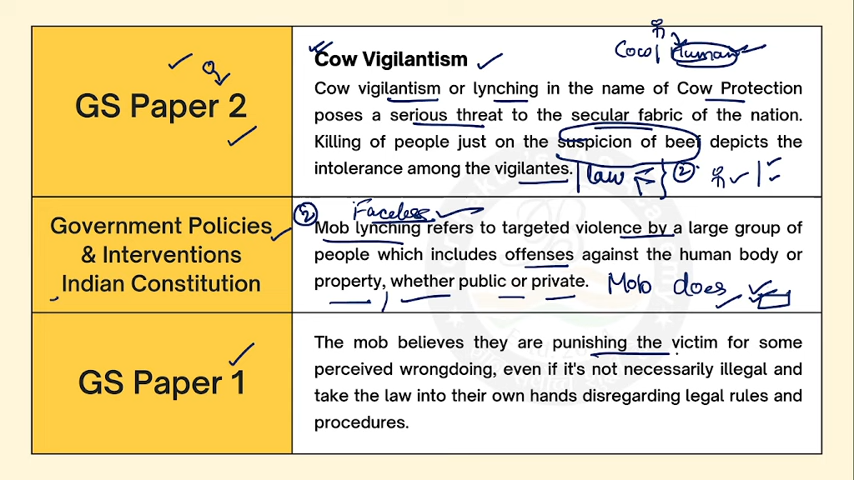 GS Paper 2
Cow Vigilantism
Cow Human
Cow vigilantism or lynching in the name of Cow Protection
poses a serious threat to the secular fabric of the nation.
Killing of people just on the suspicion of beef depicts the
intolerance among the vigilantes.
law
2
Government Policies
& Interventions
Indian Constitution
2
Faceless
Mob lynching refers to targeted violence by a large group of
people which includes offenses against the human body or
property, whether public or private.
Mob does
GS Paper 1
The mob believes they are punishing the victim for some
perceived wrongdoing, even if it's not necessarily illegal and
take the law into their own hands disregarding legal rules and
procedures.